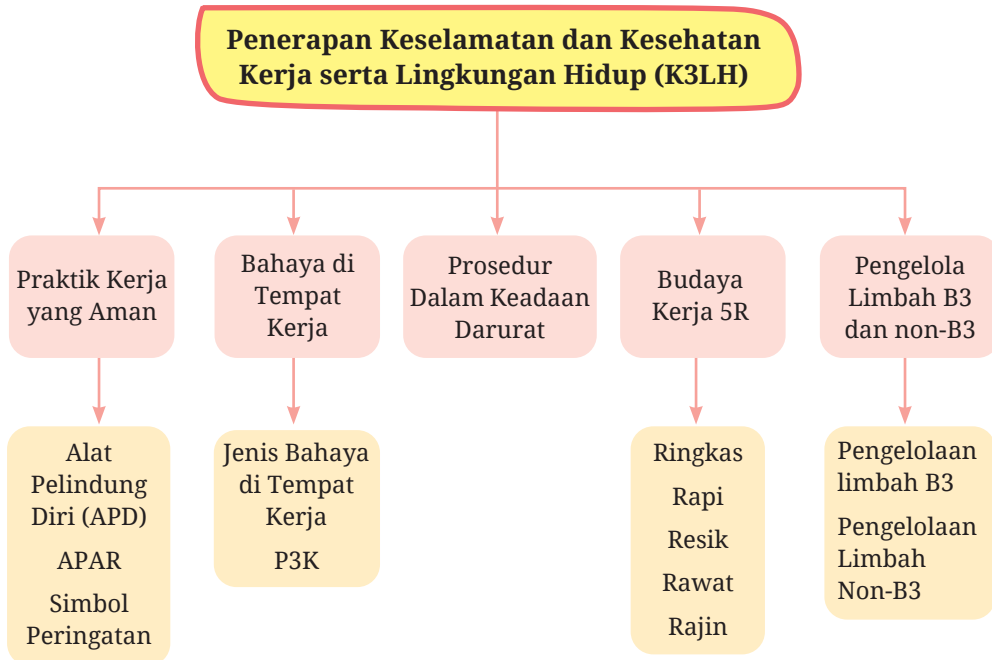 Penerapan Keselamatan dan Kesehatan
Kerja serta Lingkungan Hidup (K3LH)
Praktik Kerja
yang Aman
Bahaya di
Tempat
Kerja
Prosedur
Dalam Keadaan
Darurat
Budaya
Kerja 5R
Pengelola
Limbah B3
dan non-B3
Alat
Pelindung
Diri (APD)
APAR
Simbol
Peringatan
Jenis Bahaya
di Tempat
Kerja
P3K
Ringkas
Rapi
Resik
Rawat
Rajin
Pengelolaan
limbah B3
Pengelolaan
Limbah
Non-B3